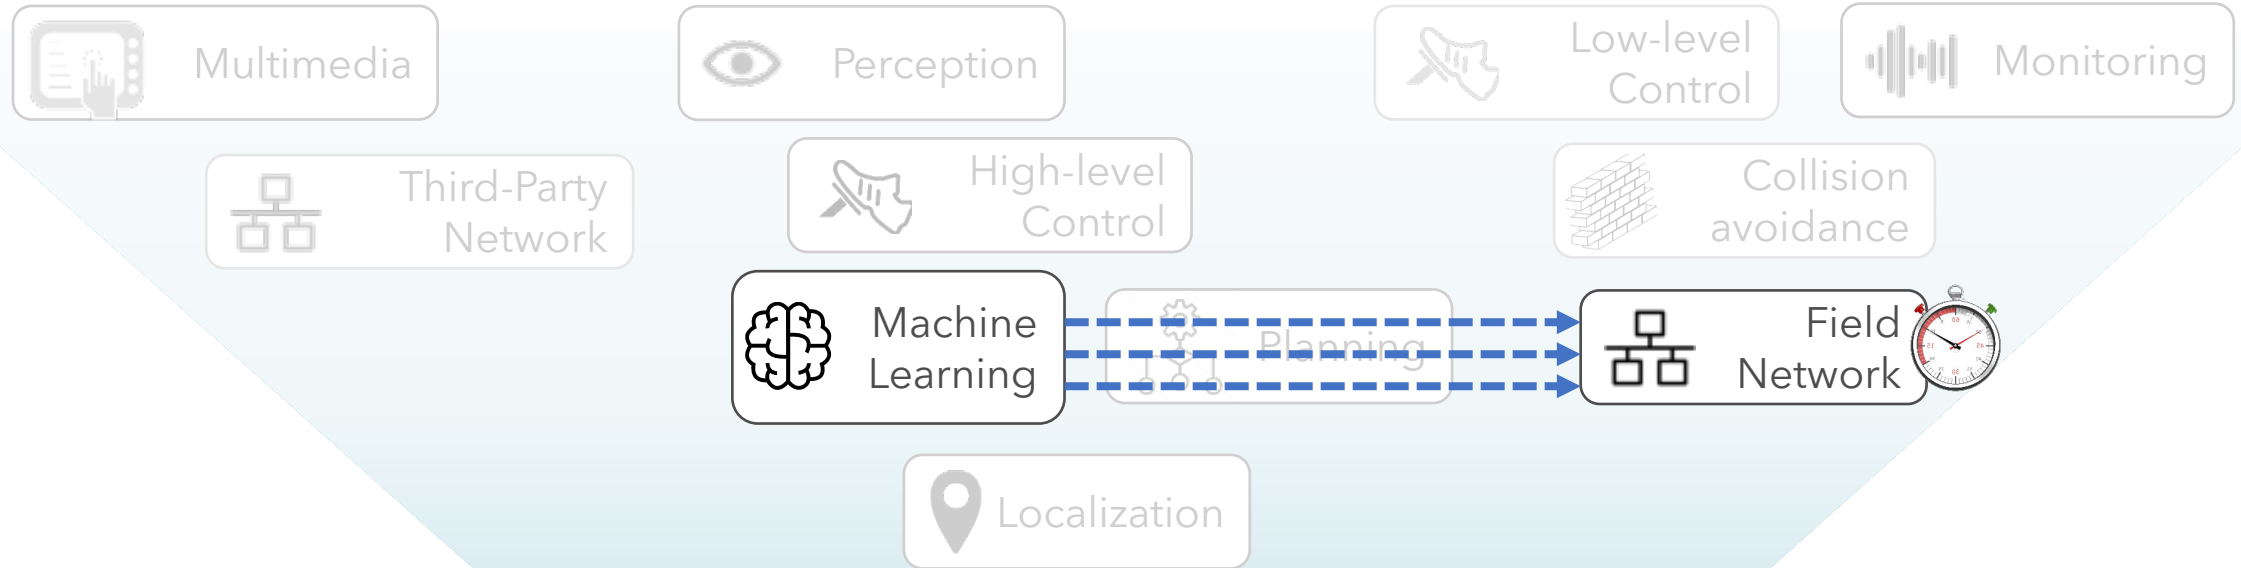 Multimedia
Perception
Low-level
Control
Monitoring
Third-Party
Network
High-level
Control
Collision
avoidance
Machine
Learning
Planning
Field
Network
Localization